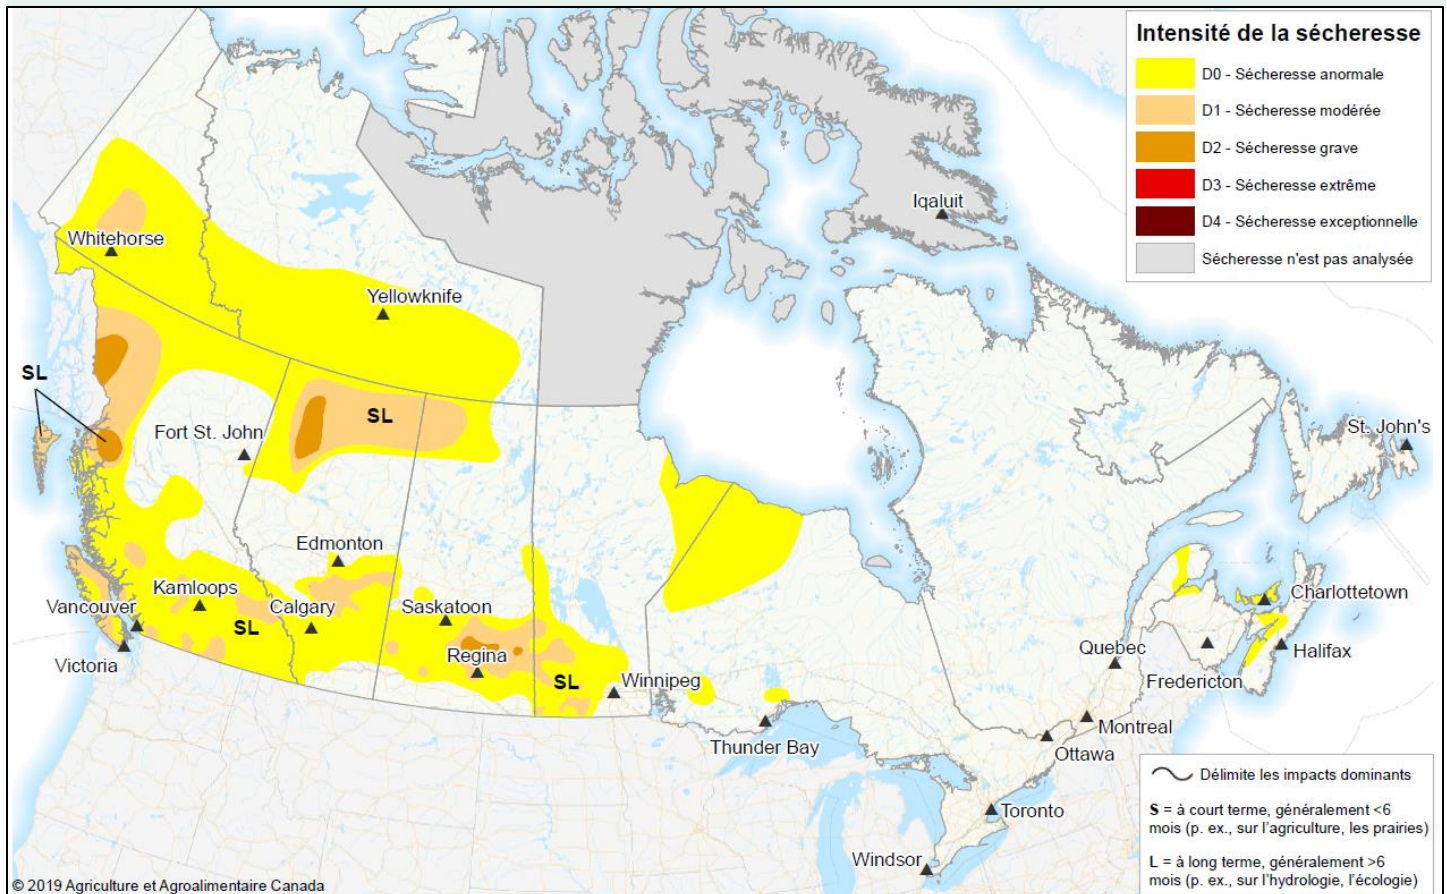 Intensité de la sécheresse
D0 - Sécheresse anormale
D1 - Sécheresse modérée
D2 - Sécheresse grave
D3 - Sécheresse extrême
D4 - Sécheresse exceptionnelle
Sécheresse n'est pas analysée
Iqaluit
Whitehorse
Yellowknife
SL
SL
Fort St. John
St. John's
Edmonton
Kamloops
Calgary
Saskatoon
Charlottetown
Vancouver
SL
Victoria
Regina
SL
Winnipeg
Quebec
Halifax
Fredericton
Montreal
Thunder Bay
Ottawa
Toronto
Windsor
Délimite les impacts dominants
S = à court terme, généralement <6
mois (p. ex., sur l'agriculture, les prairies)
L = à long terme, généralement >6
mois (p. ex., sur l'hydrologie, l'écologie)
© 2019 Agriculture et Agroalimentaire Canada